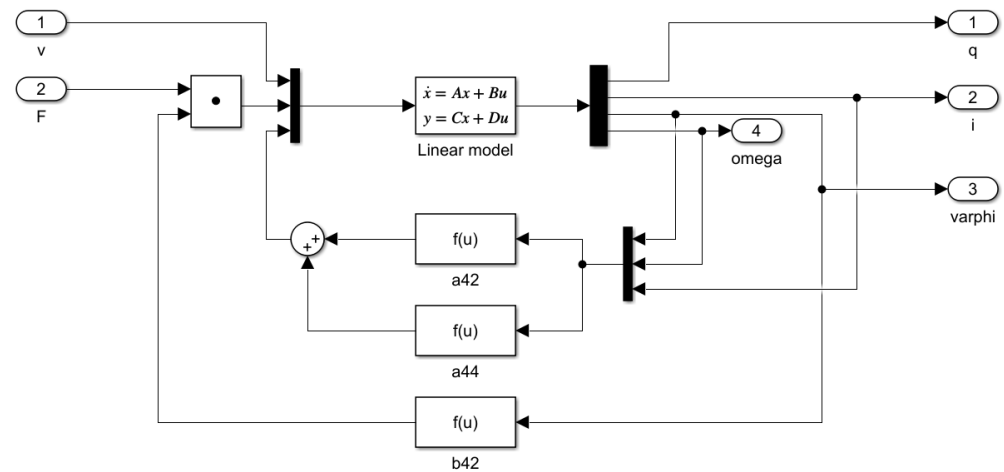 1
v
2
F
ẋ = Ax + Bu
y = Cx + Du
Linear model
1
q
2
i
4
omega
3
varphi
f(u)
a42
+
+
f(u)
a44
f(u)
b42